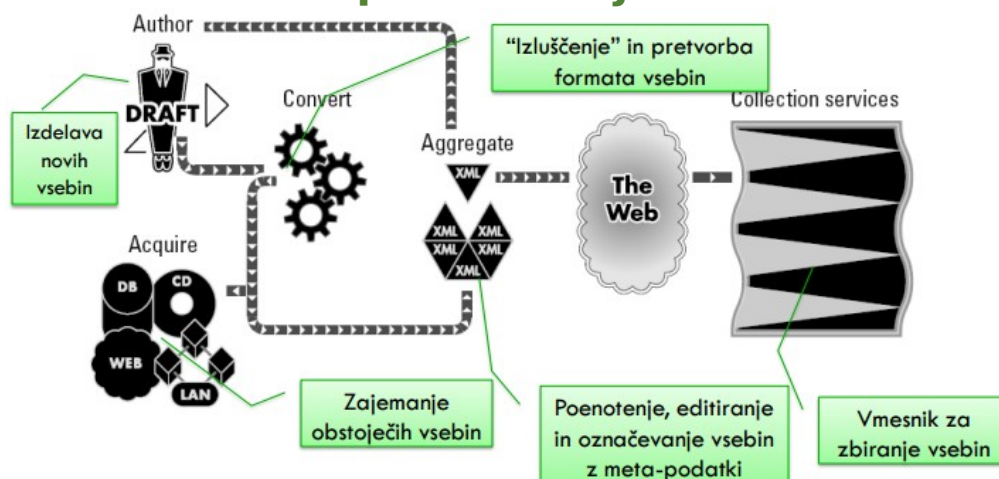 Author
“Izluščenje” in pretvorba
formata vsebin
DRAFT
Izdelava
novih
vsebin
Convert
Aggregate
Collection services
XML
XML XML
XML XML
XML
The
Web
Acquire
DB
CD
WEB
LAN
Zajemanje
obstoječih vsebin
Poenotenje, editiranje
in označevanje vsebin
z meta-podatki
Vmesnik za
zbiranje vsebin